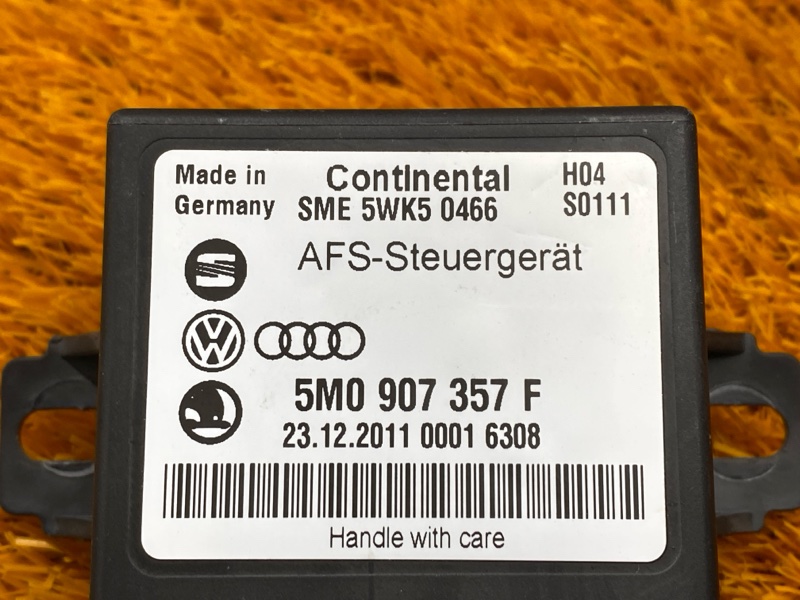 Made in Continental H04
Germany SME 5WK5 0466 S0111
AFS-Steuergerät
5M0 907 357 F
23.12.2011 0001 6308
Handle with care